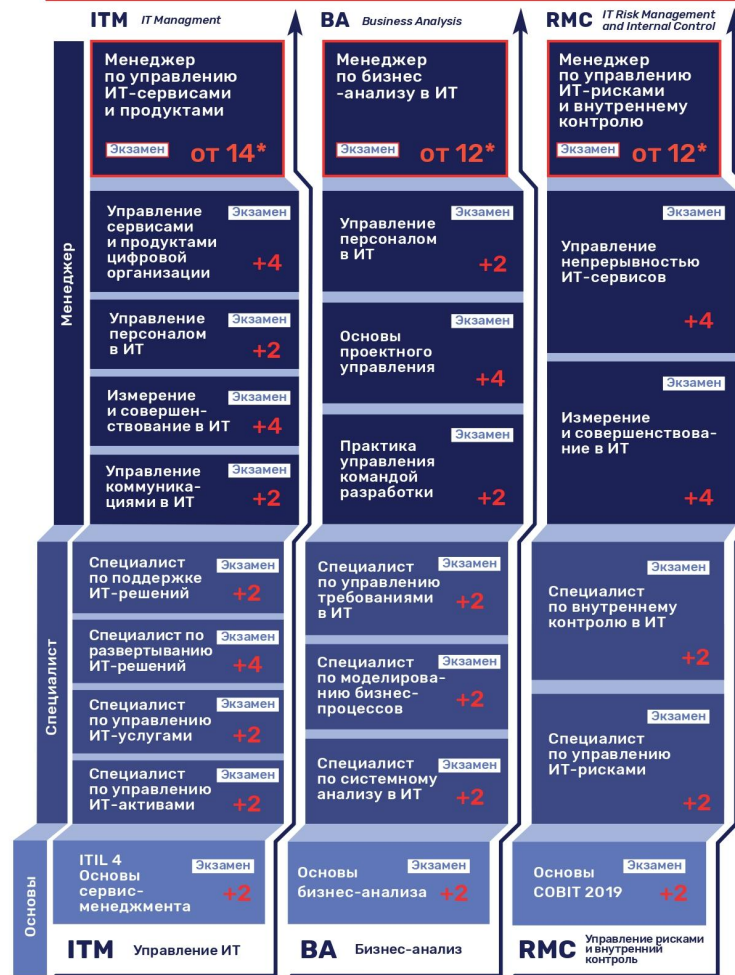 ITM IT Managment
Менеджер
по управлению
ИТ-сервисами
и продуктами
Экзамен от 14*
Управление
сервисами
и продуктами
цифровой
организации
Экзамен
+4
Управление
персоналом
в ИТ
Экзамен
+2
Измерение
и совершен-
ствование в ИТ
Экзамен
+4
Управление
коммуника-
циями в ИТ
Экзамен
+2
Специалист
по поддержке
ИТ-решений
Экзамен
+2
Специалист по
развертыванию
ИТ-решений
Экзамен
+4
Специалист
по управлению
ИТ-услугами
Экзамен
+2
Специалист
по управлению
ИТ-активами
Экзамен
+2
ITIL 4
Основы
сервис-
менеджмента
Экзамен
+2
ITM Управление ИТ
BA Business Analysis
Менеджер
по бизнес
-анализу в ИТ
Экзамен от 12*
Управление
персоналом
в ИТ
Экзамен
+2
Основы
проектного
управления
Экзамен
+4
Практика
управления
командой
разработки
Экзамен
+2
Специалист
по управлению
требованиями
в ИТ
Экзамен
+2
Специалист
по моделирова-
нию бизнес-
процессов
Экзамен
+2
Специалист
по системному
анализу в ИТ
Экзамен
+2
Основы
бизнес-анализа
Экзамен
+2
BA Бизнес-анализ
RMC IT Risk Management
and Internal Control
Менеджер
по управлению
ИТ-рисками
и внутреннему
контролю
Экзамен от 12*
Управление
непрерывностью
ИТ-сервисов
Экзамен
+4
Измерение
и совершенствова-
ние в ИТ
Экзамен
+4
Специалист
по внутреннему
контролю в ИТ
Экзамен
+2
Специалист
по управлению
ИТ-рисками
Экзамен
+2
Основы
COBIT 2019
Экзамен
+2
RMC Управление рисками
и внутренний
контроль
Менеджер
Специалист
Основы